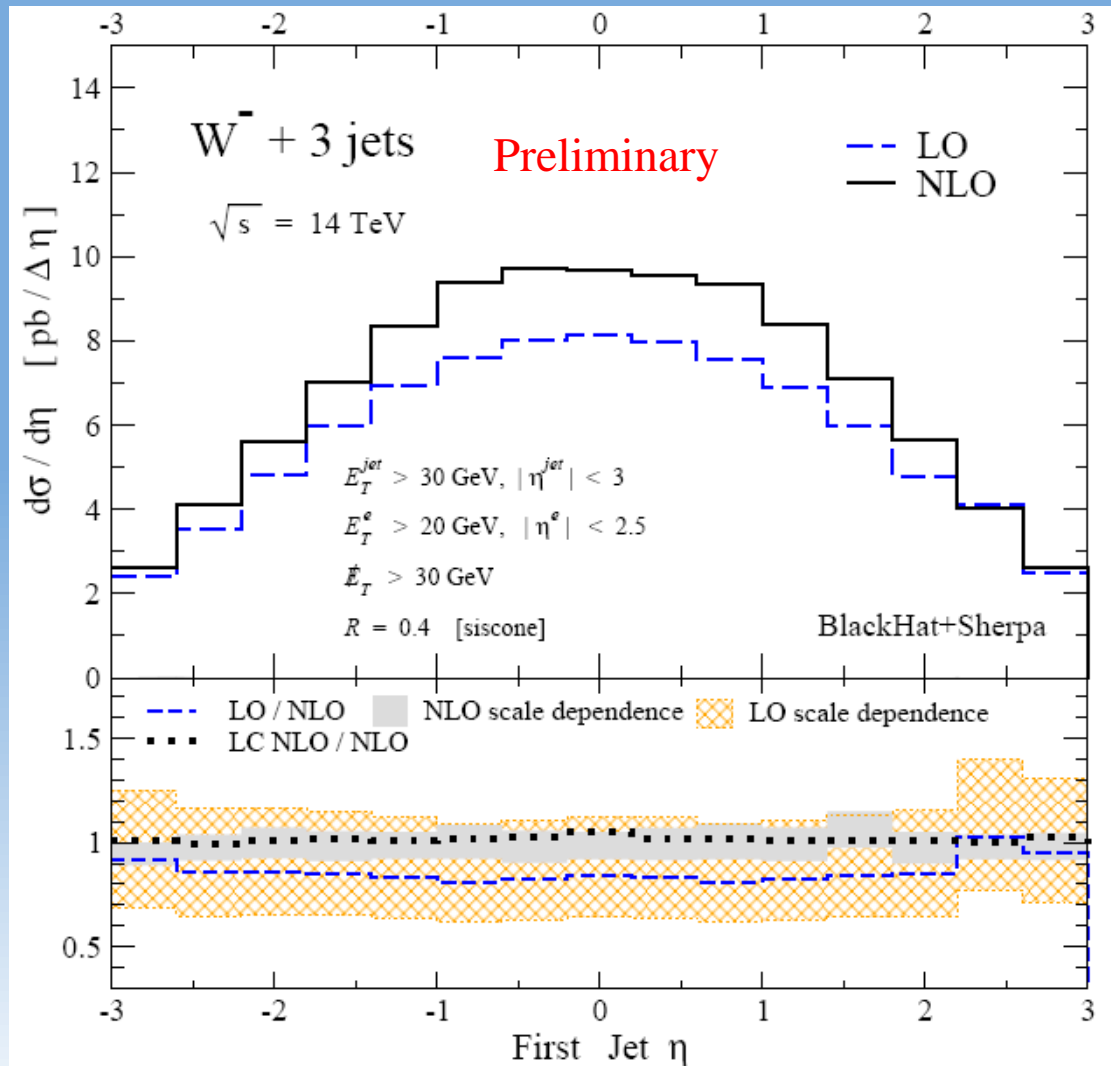 -3 -2 -1 0 1 2 3
14
12
10
8
6
4
2
0
dσ / dη [ pb / Δ η ]
W⁻ + 3 jets
Preliminary
LO
NLO
√s = 14 TeV
E_T^jet > 30 GeV, | η^jet | < 3
E_T^e > 20 GeV, | η^e | < 2.5
E̸_T > 30 GeV
R = 0.4 [siscone]
BlackHat+Sherpa
LO / NLO
NLO scale dependence
LO scale dependence
LC NLO / NLO
1.5
1
0.5
-3 -2 -1 0 1 2 3
First Jet η